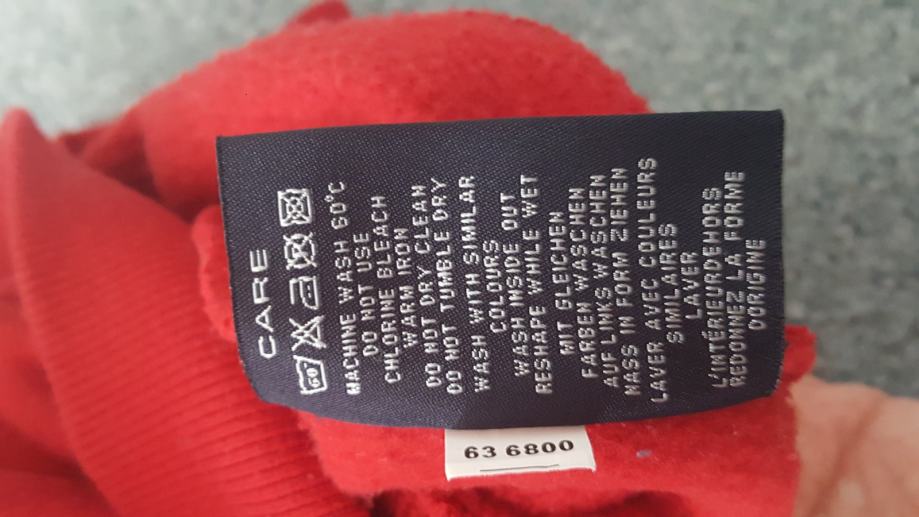 CARE
60
MACHINE WASH 60°C
DO NOT USE
CHLORINE BLEACH
WARM IRON
DO NOT DRY CLEAN
DO NOT TUMBLE DRY
WASH WITH SIMILAR
COLOURS
WASH INSIDE OUT
RESHAPE WHILE WET
MIT GLEICHEN
FARBEN WASCHEN
AUF LINKS WASCHEN
NASS IN FORM ZIEHEN
LAVER AVEC COULEURS
SIMILAIRES
LAVER
L'INTÉRIEURDEHORS
REDONNEZ LA FORME
DORIGINE
63 6800